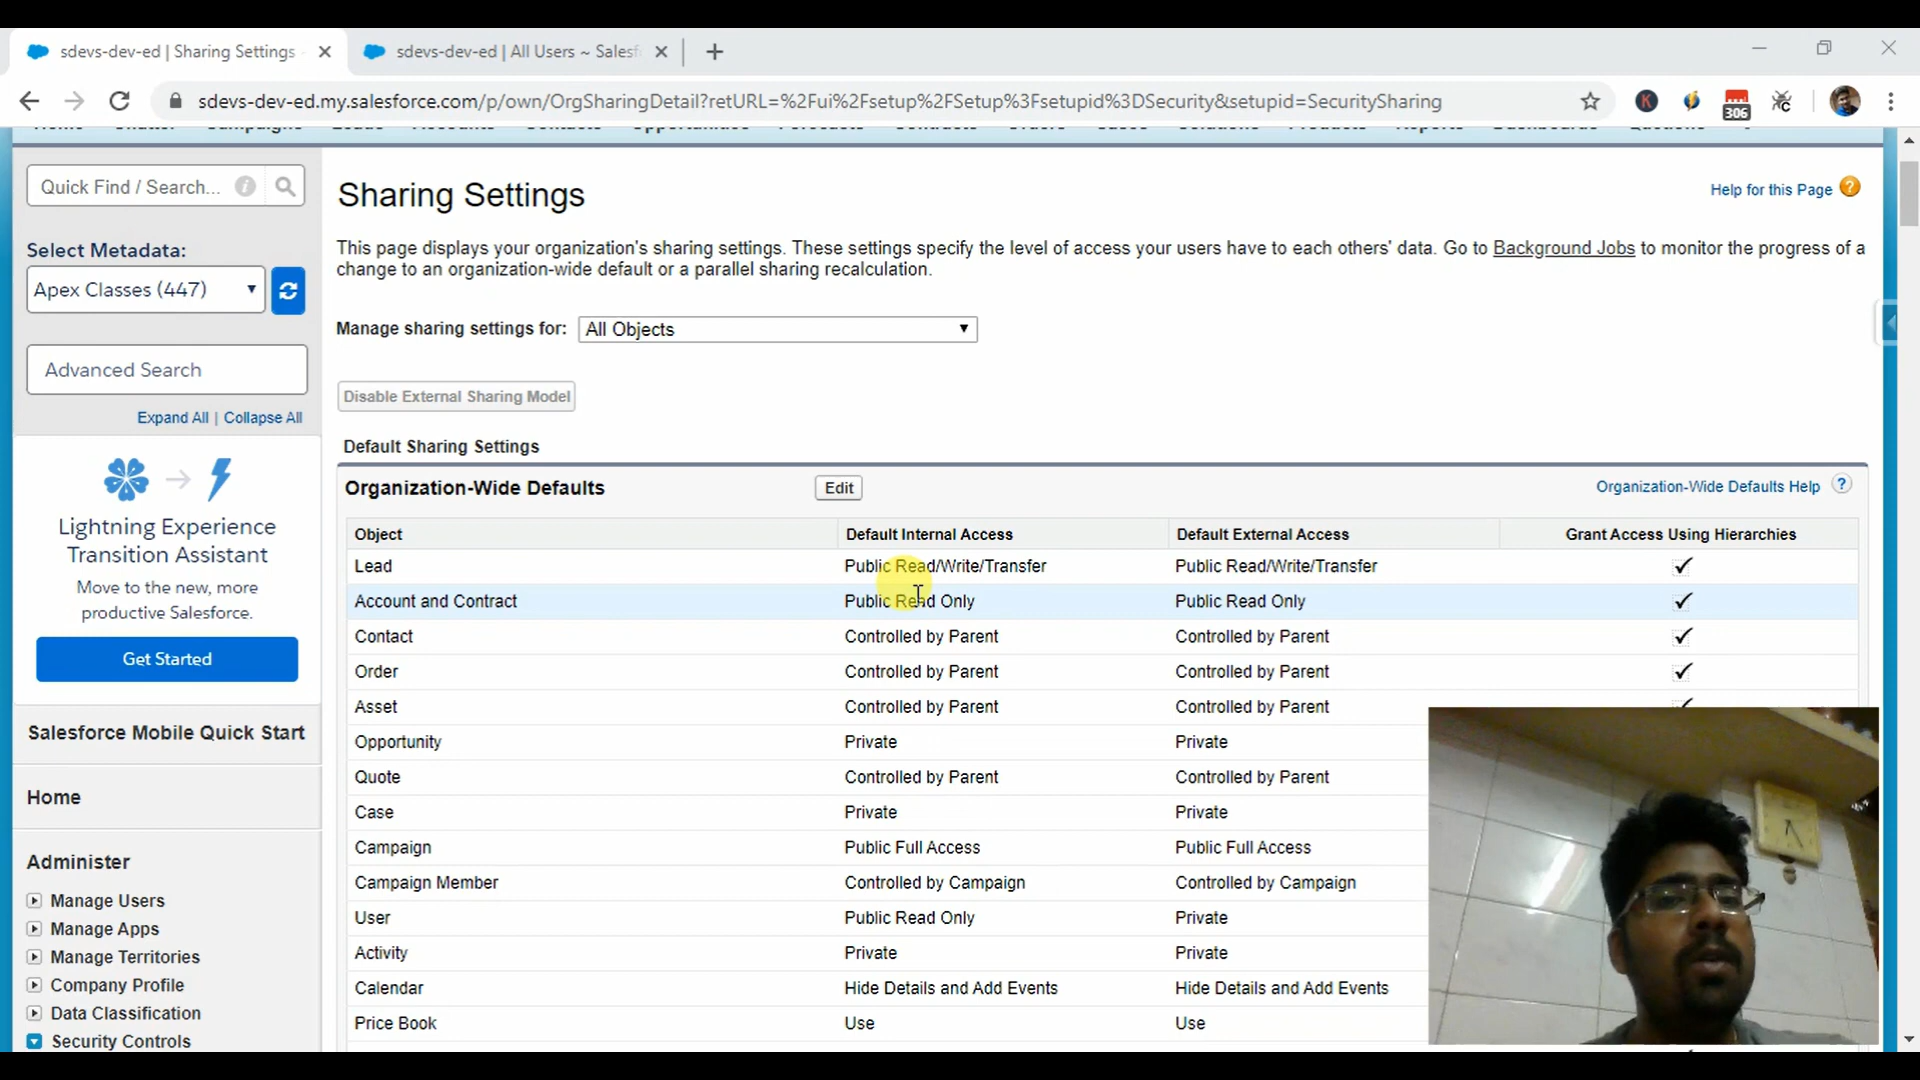 sdevs-dev-ed | Sharing Settings
sdevs-dev-ed | All Users ~ Salesf
sdevs-dev-ed.my.salesforce.com/p/own/OrgSharingDetail?retURL=%2Fui%2Fsetup%2FSetup%3Fsetupid%3DSecurity&setupid=SecuritySharing
K
306
Quick Find / Search...
Sharing Settings
Help for this Page
Select Metadata:
This page displays your organization's sharing settings. These settings specify the level of access your users have to each others' data. Go to Background Jobs to monitor the progress of a
change to an organization-wide default or a parallel sharing recalculation.
Apex Classes (447)
Manage sharing settings for: All Objects
Advanced Search
Disable External Sharing Model
Expand All | Collapse All
Default Sharing Settings
Organization-Wide Defaults Edit Organization-Wide Defaults Help ?
Lightning Experience
Transition Assistant
Move to the new, more
productive Salesforce.
Get Started
Object Default Internal Access Default External Access Grant Access Using Hierarchies
Lead Public Read/Write/Transfer Public Read/Write/Transfer
Account and Contract Public Read Only Public Read Only
Contact Controlled by Parent Controlled by Parent
Order Controlled by Parent Controlled by Parent
Asset Controlled by Parent Controlled by Parent
Opportunity Private Private
Quote Controlled by Parent Controlled by Parent
Case Private Private
Campaign Public Full Access Public Full Access
Campaign Member Controlled by Campaign Controlled by Campaign
User Public Read Only Private
Activity Private Private
Calendar Hide Details and Add Events Hide Details and Add Events
Price Book Use Use
Salesforce Mobile Quick Start
Home
Administer
Manage Users
Manage Apps
Manage Territories
Company Profile
Data Classification
Security Controls